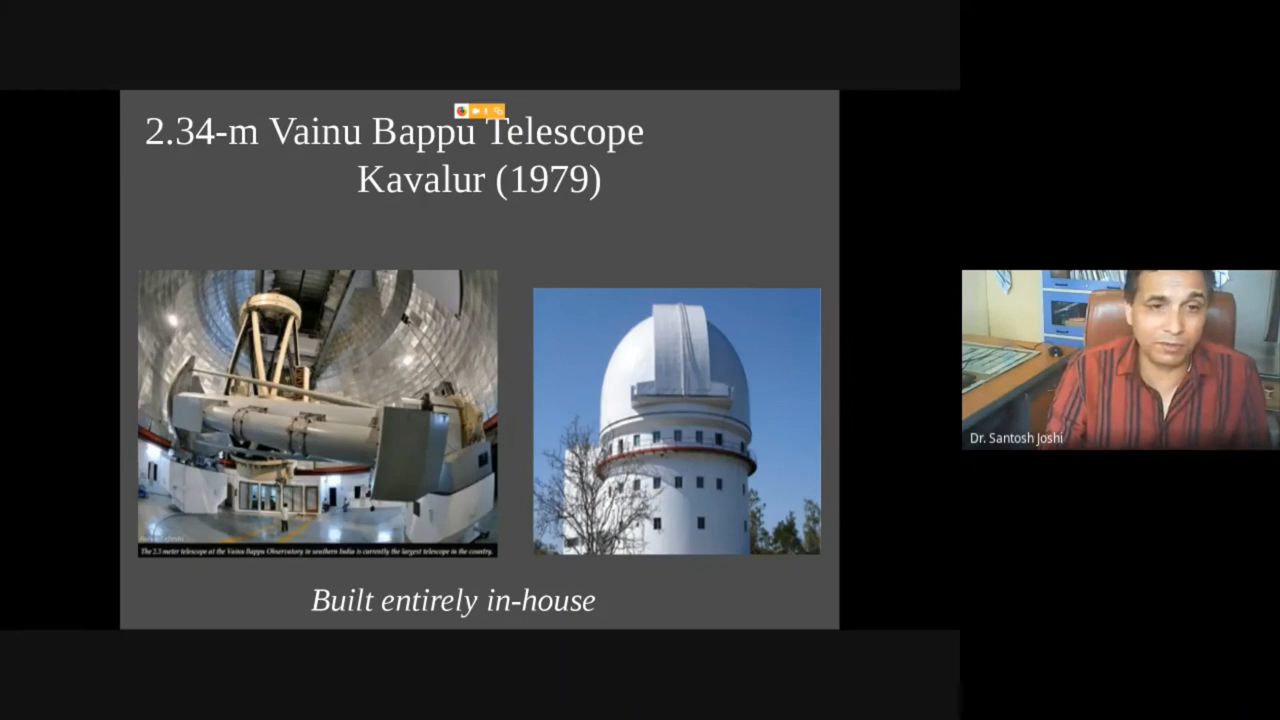 2.34-m Vainu Bappu Telescope
Kavalur (1979)
The 2.3 meter telescope at the Vainu Bappu Observatory in southern India is currently the largest telescope in the country.
Built entirely in-house
Dr. Santosh Joshi